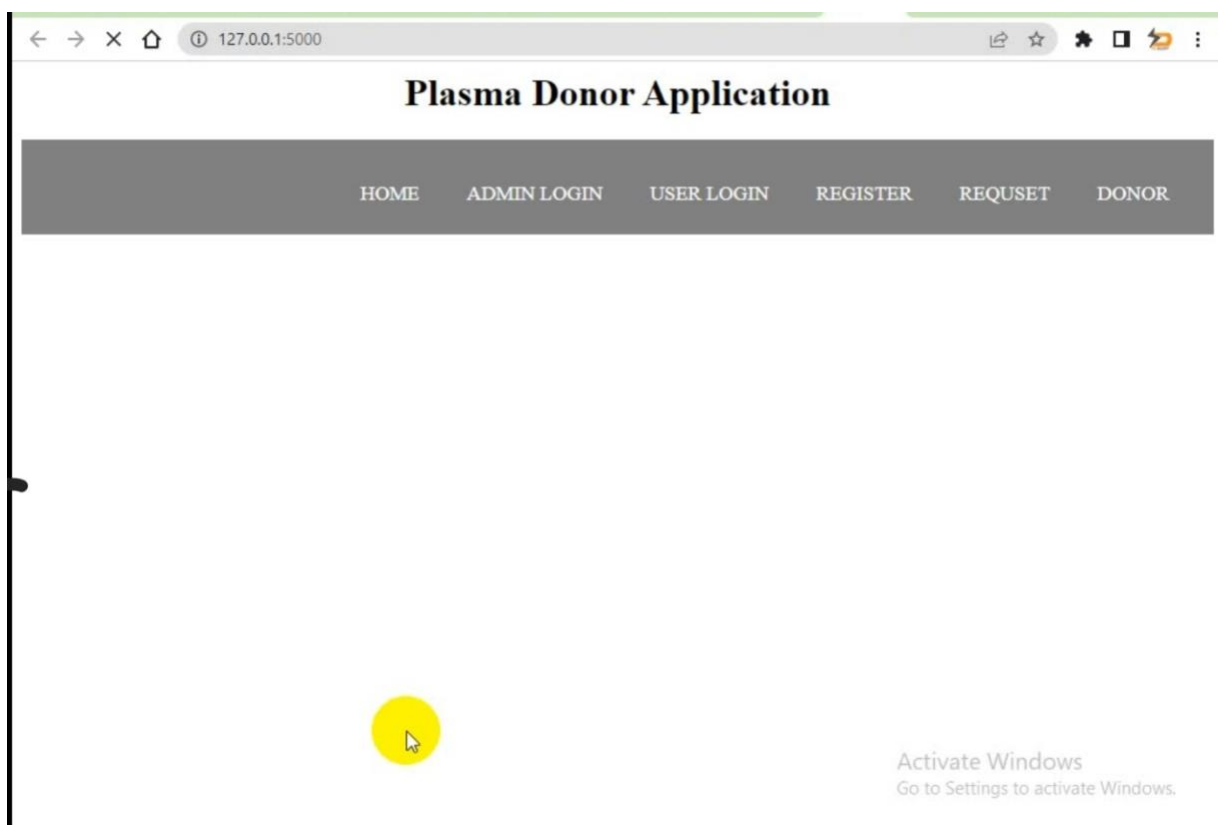 127.0.0.1:5000
Plasma Donor Application
HOME ADMIN LOGIN USER LOGIN REGISTER REQUSET DONOR
Activate Windows
Go to Settings to activate Windows.